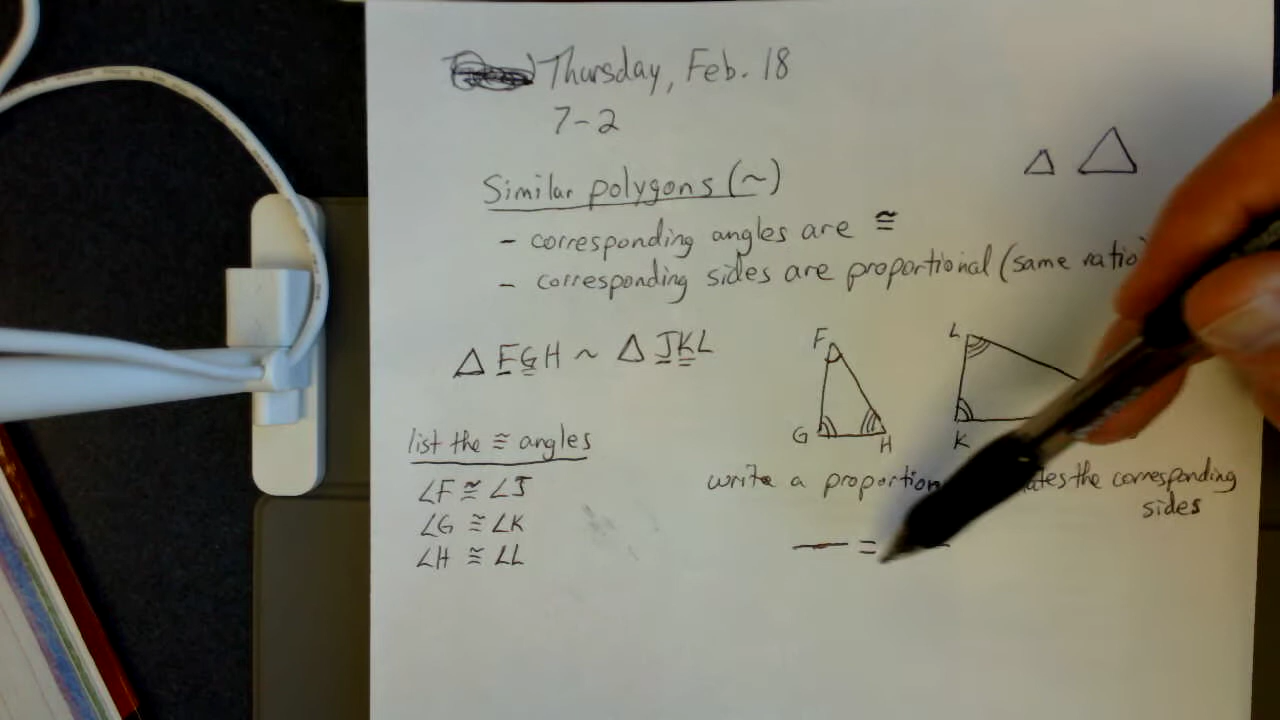 Thursday, Feb. 18
7-2
Similar polygons (~)
- corresponding angles are ≅
- corresponding sides are proportional (same ratio)
△ FGH ~ △ JKL
F
G
H
L
K
list the ≅ angles
∠F ≅ ∠J
∠G ≅ ∠K
∠H ≅ ∠L
write a proportion the corresponding
sides
=